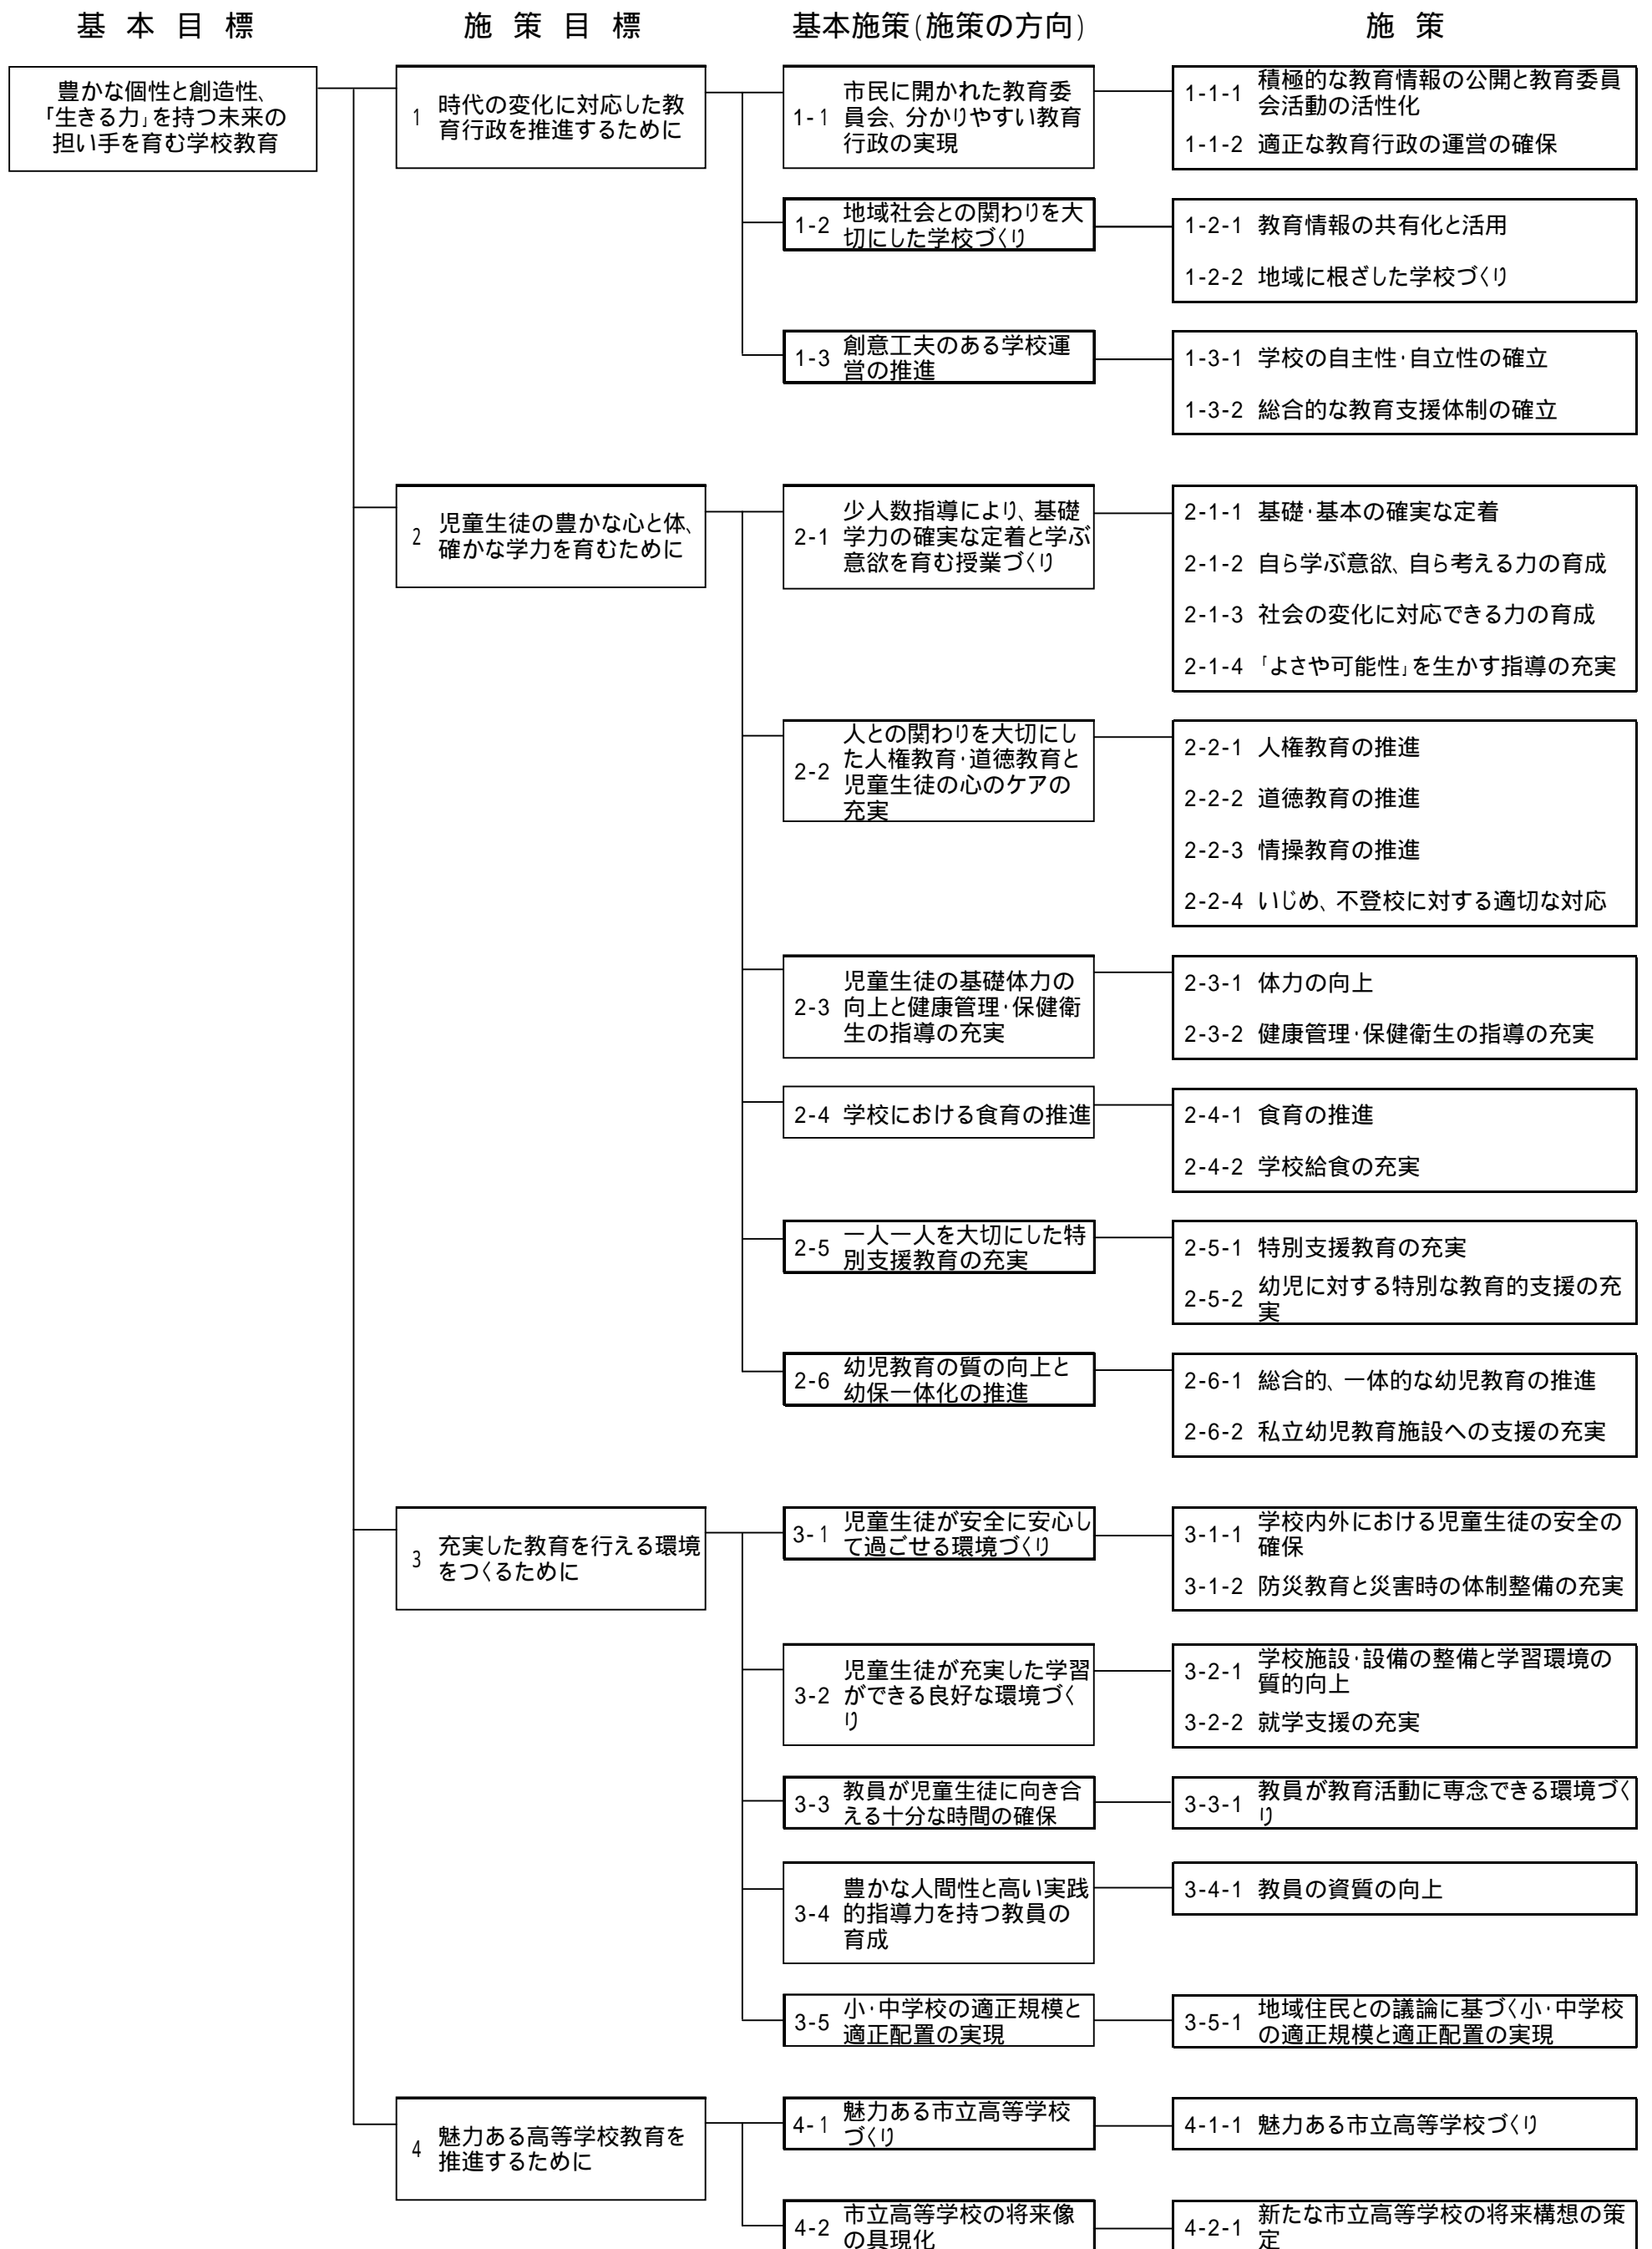 基本目標
施策目標
基本施策(施策の方向)
施策
豊かな個性と創造性、
「生きる力」を持つ未来の
担い手を育む学校教育
1 時代の変化に対応した教
育行政を推進するために
1-1 市民に開かれた教育委
員会、分かりやすい教育
行政の実現
1-1-1 積極的な教育情報の公開と教育委員
会活動の活性化
1-1-2 適正な教育行政の運営の確保
1-2 地域社会との関わりを大
切にした学校づくり
1-2-1 教育情報の共有化と活用
1-2-2 地域に根ざした学校づくり
1-3 創意工夫のある学校運
営の推進
1-3-1 学校の自主性・自立性の確立
1-3-2 総合的な教育支援体制の確立
2 児童生徒の豊かな心と体、
確かな学力を育むために
2-1 少人数指導により、基礎
学力の確実な定着と学ぶ
意欲を育む授業づくり
2-1-1 基礎・基本の確実な定着
2-1-2 自ら学ぶ意欲、自ら考える力の育成
2-1-3 社会の変化に対応できる力の育成
2-1-4 「よさや可能性」を生かす指導の充実
2-2 人との関わりを大切にし
た人権教育・道徳教育と
児童生徒の心のケアの
充実
2-2-1 人権教育の推進
2-2-2 道徳教育の推進
2-2-3 情操教育の推進
2-2-4 いじめ、不登校に対する適切な対応
2-3 児童生徒の基礎体力の
向上と健康管理・保健衛
生の指導の充実
2-3-1 体力の向上
2-3-2 健康管理・保健衛生の指導の充実
2-4 学校における食育の推進
2-4-1 食育の推進
2-4-2 学校給食の充実
2-5 一人一人を大切にした特
別支援教育の充実
2-5-1 特別支援教育の充実
2-5-2 幼児に対する特別な教育的支援の充
実
2-6 幼児教育の質の向上と
幼保一体化の推進
2-6-1 総合的、一体的な幼児教育の推進
2-6-2 私立幼児教育施設への支援の充実
3 充実した教育を行える環境
をつくるために
3-1 児童生徒が安全に安心し
て過ごせる環境づくり
3-1-1 学校内外における児童生徒の安全の
確保
3-1-2 防災教育と災害時の体制整備の充実
3-2 児童生徒が充実した学習
ができる良好な環境づく
り
3-2-1 学校施設・設備の整備と学習環境の
質的向上
3-2-2 就学支援の充実
3-3 教員が児童生徒に向き合
える十分な時間の確保
3-3-1 教員が教育活動に専念できる環境づく
り
3-4 豊かな人間性と高い実践
的指導力を持つ教員の
育成
3-4-1 教員の資質の向上
3-5 小・中学校の適正規模と
適正配置の実現
3-5-1 地域住民との議論に基づく小・中学校
の適正規模と適正配置の実現
4 魅力ある高等学校教育を
推進するために
4-1 魅力ある市立高等学校
づくり
4-1-1 魅力ある市立高等学校づくり
4-2 市立高等学校の将来像
の具現化
4-2-1 新たな市立高等学校の将来構想の策
定